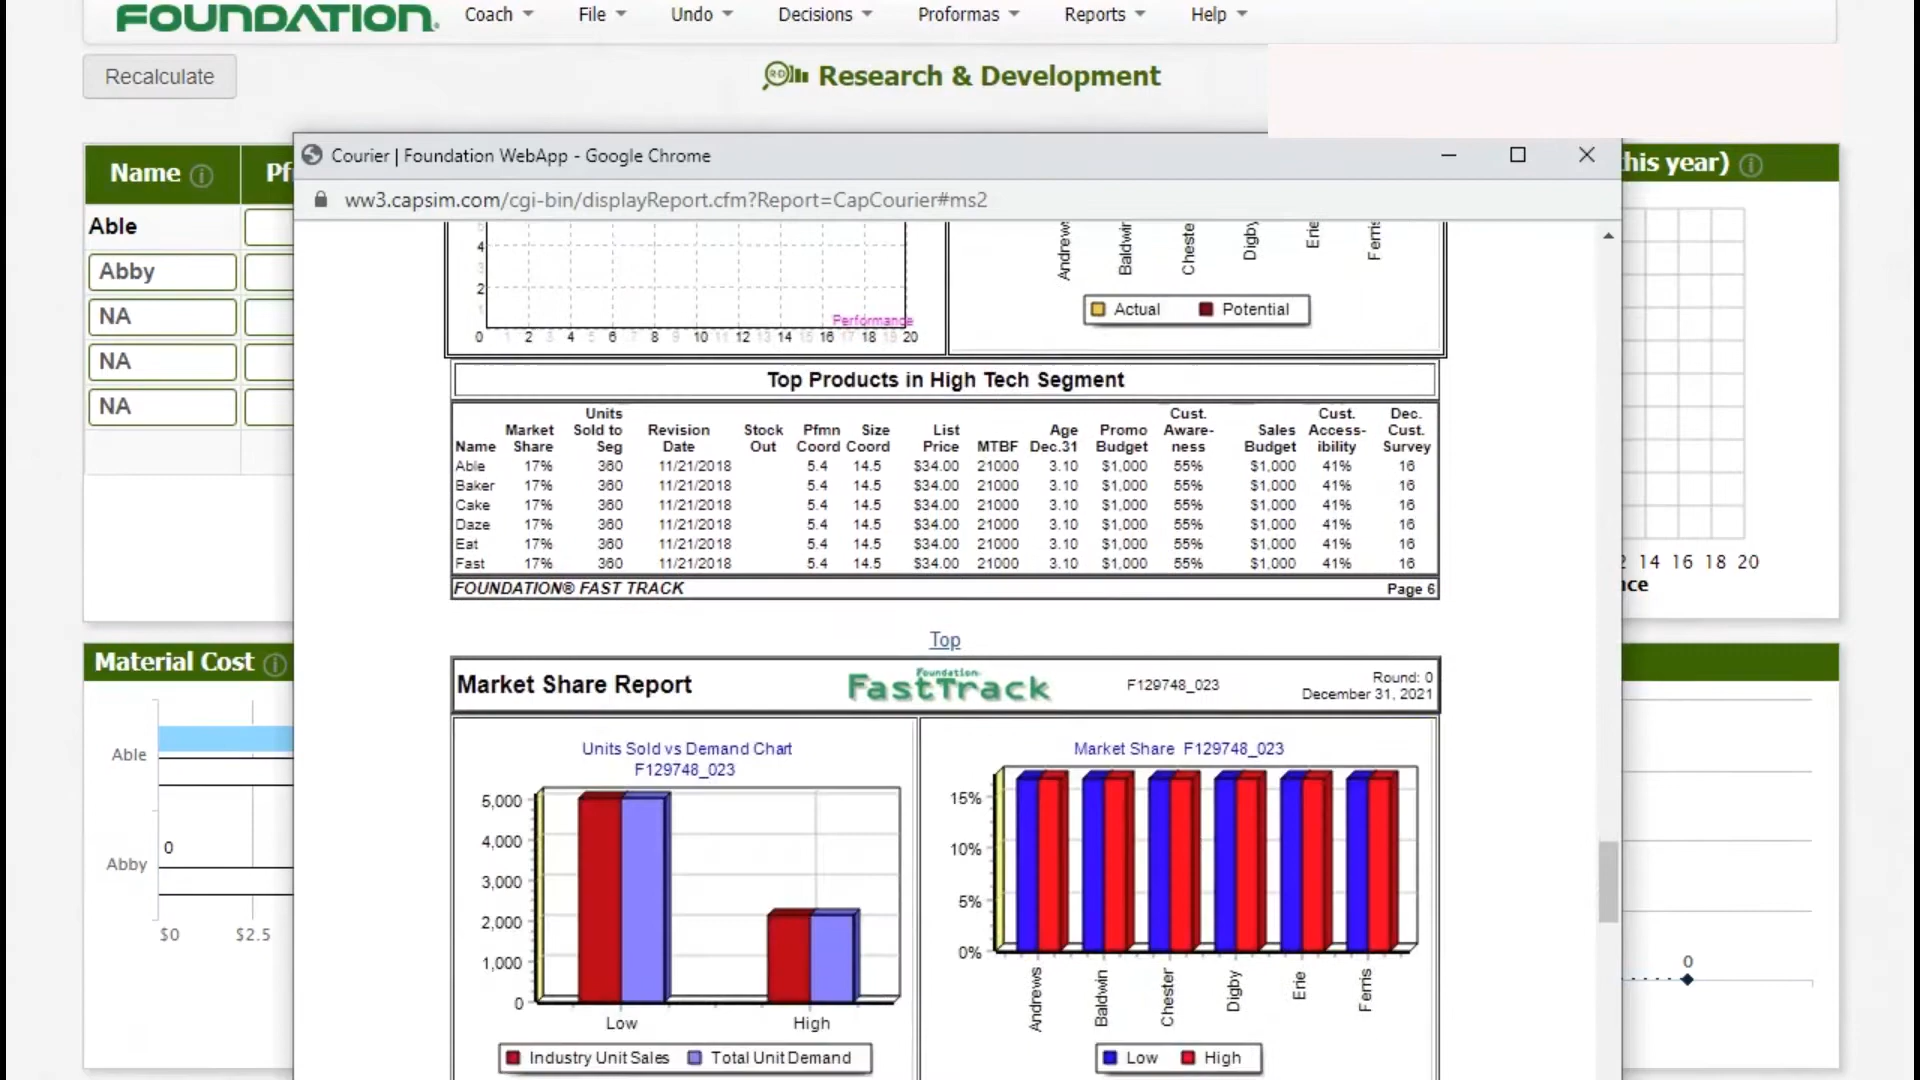 FOUNDATION®
Coach File Undo Decisions Proformas Reports Help
Recalculate
Research & Development
Name Pf
his year)
Courier | Foundation WebApp - Google Chrome
ww3.capsim.com/cgi-bin/displayReport.cfm?Report=CapCourier#ms2
Able
Abby
NA
NA
NA
4
2
0 2 4 6 8 10 12 14 16 18 20
Performance
Andrews Baldwin Chester Digby Erie Ferris
Actual Potential
14 16 18 20
ce
Top Products in High Tech Segment
Name Market Share Units Sold to Seg Revision Date Stock Out Pfmn Coord Size Coord List Price MTBF Age Dec.31 Promo Budget Cust. Aware-ness Sales Budget Cust. Access-ibility Dec. Cust. Survey
Able 17% 360 11/21/2018 5.4 14.5 $34.00 21000 3.10 $1,000 55% $1,000 41% 16
Baker 17% 360 11/21/2018 5.4 14.5 $34.00 21000 3.10 $1,000 55% $1,000 41% 16
Cake 17% 360 11/21/2018 5.4 14.5 $34.00 21000 3.10 $1,000 55% $1,000 41% 16
Daze 17% 360 11/21/2018 5.4 14.5 $34.00 21000 3.10 $1,000 55% $1,000 41% 16
Eat 17% 360 11/21/2018 5.4 14.5 $34.00 21000 3.10 $1,000 55% $1,000 41% 16
Fast 17% 360 11/21/2018 5.4 14.5 $34.00 21000 3.10 $1,000 55% $1,000 41% 16
FOUNDATION® FAST TRACK Page 6
Top
Market Share Report
Foundation
FastTrack
F129748_023
Round: 0
December 31, 2021
Material Cost
Able
0
Abby
$0 $2.5
Units Sold vs Demand Chart
F129748_023
5,000
4,000
3,000
2,000
1,000
0
Low High
Industry Unit Sales Total Unit Demand
Market Share F129748_023
15%
10%
5%
0%
Andrews Baldwin Chester Digby Erie Ferris
Low High
0